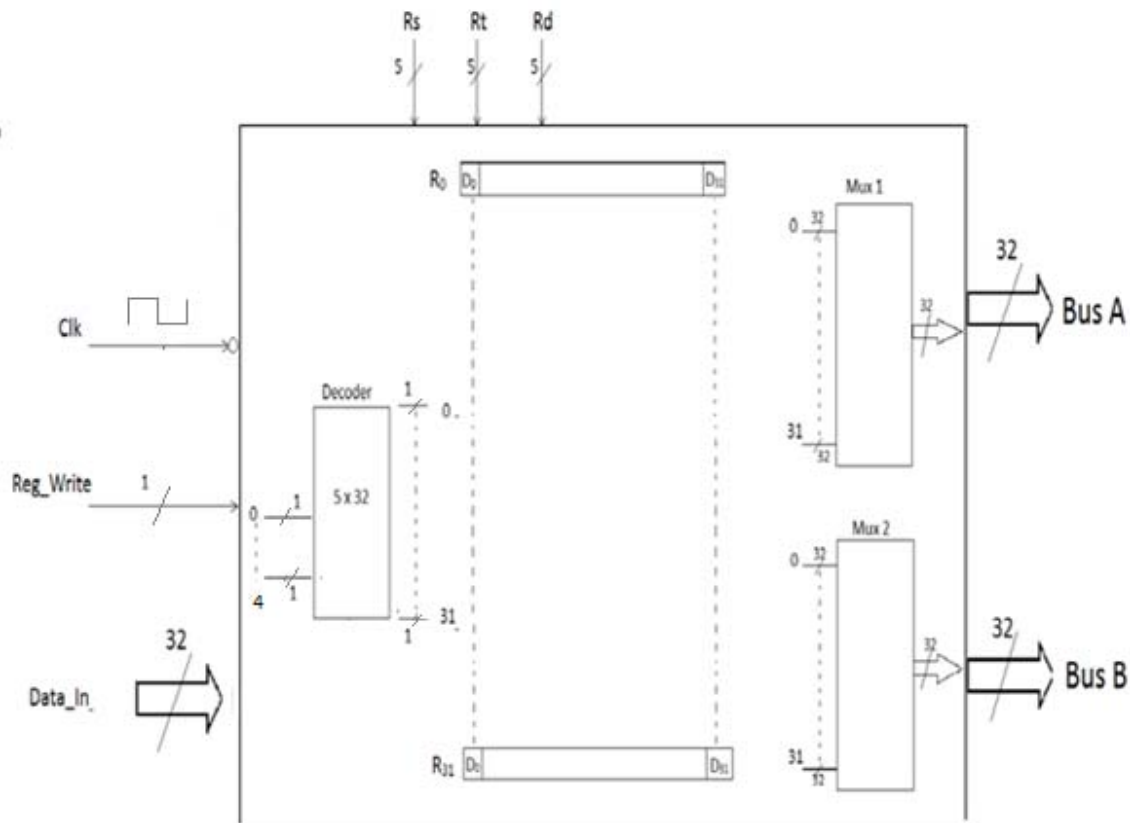 Rs Rt Rd
5 5 5
R0 D0 D31
Mux 1
0 32
32
32
Bus A
31 32
Clk
Decoder
1
0
5 x 32
Reg_Write 1
0 1
4 1
31
1
Mux 2
0 32
32
32
Bus B
31 32
32
Data_In
R31 D0 D31